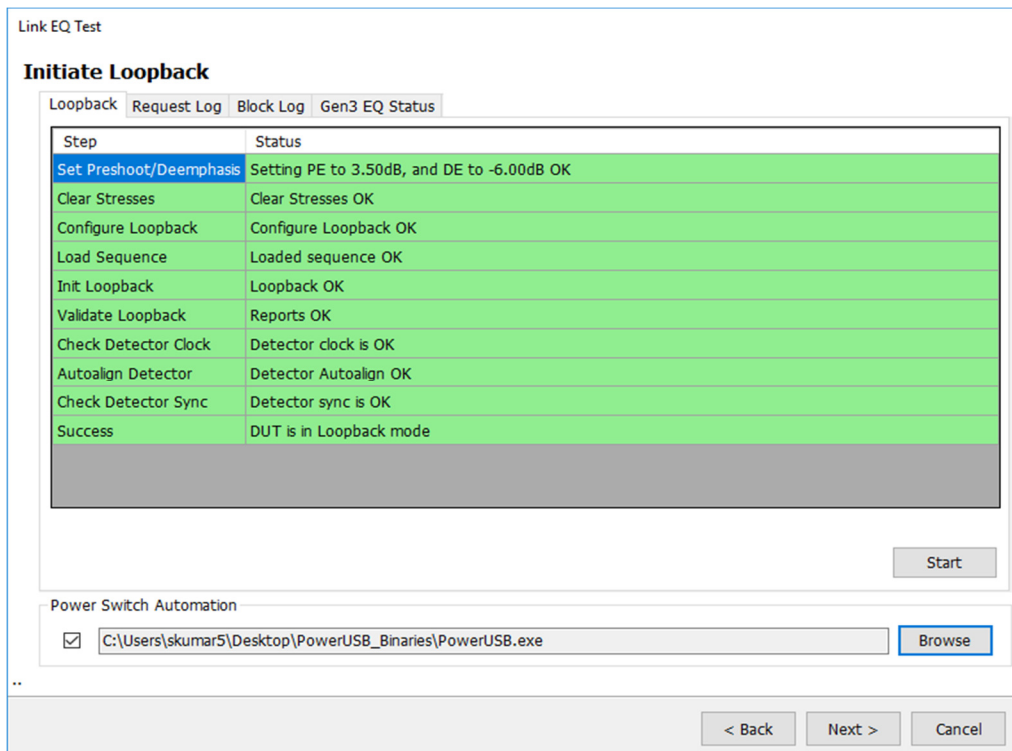 Link EQ Test
Initiate Loopback
Loopback Request Log Block Log Gen3 EQ Status
Step Status
Set Preshoot/Deemphasis Setting PE to 3.50dB, and DE to -6.00dB OK
Clear Stresses Clear Stresses OK
Configure Loopback Configure Loopback OK
Load Sequence Loaded sequence OK
Init Loopback Loopback OK
Validate Loopback Reports OK
Check Detector Clock Detector clock is OK
Autoalign Detector Detector Autoalign OK
Check Detector Sync Detector sync is OK
Success DUT is in Loopback mode
Start
Power Switch Automation
C:\Users\skumar5\Desktop\PowerUSB_Binaries\PowerUSB.exe Browse
..
< Back Next > Cancel